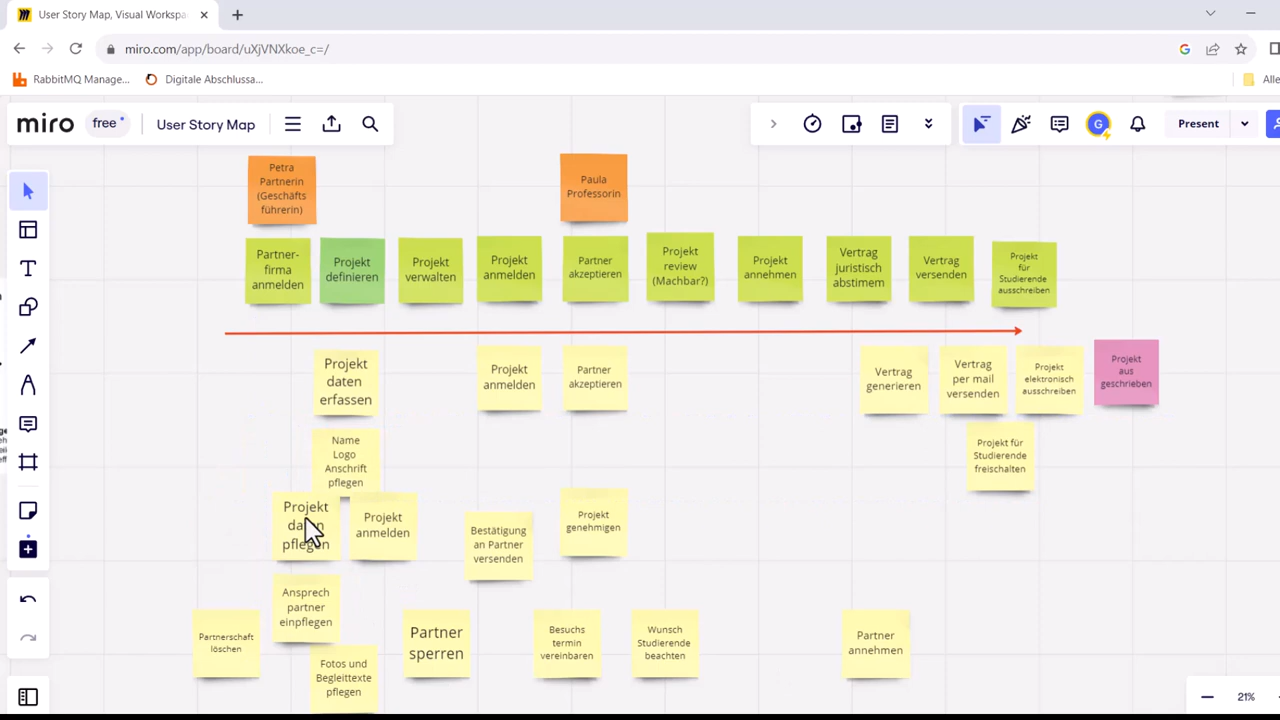 User Story Map, Visual Workspa
miro.com/app/board/uXjVNXkoe_c=/
RabbitMQ Manage...
Digitale Abschlussa...
Alle
miro
free
User Story Map
G
Present
Petra
Partnerin
(Geschäfts
führerin)
Paula
Professorin
Partner-
firma
anmelden
Projekt
definieren
Projekt
verwalten
Projekt
anmelden
Partner
akzeptieren
Projekt
review
(Machbar?)
Projekt
annehmen
Vertrag
juristisch
abstimem
Vertrag
versenden
Projekt
für
Studierende
ausschreiben
Projekt
daten
erfassen
Projekt
anmelden
Partner
akzeptieren
Vertrag
generieren
Vertrag
per mail
versenden
Projekt
elektronisch
ausschreiben
Projekt
aus
geschrieben
Name
Logo
Anschrift
pflegen
Projekt für
Studierende
freischalten
Projekt
daten
pflegen
Projekt
anmelden
Bestätigung
an Partner
versenden
Projekt
genehmigen
Ansprech
partner
einpflegen
Partnerschaft
löschen
Fotos und
Begleittexte
pflegen
Partner
sperren
Besuchs
termin
vereinbaren
Wunsch
Studierende
beachten
Partner
annehmen
21%